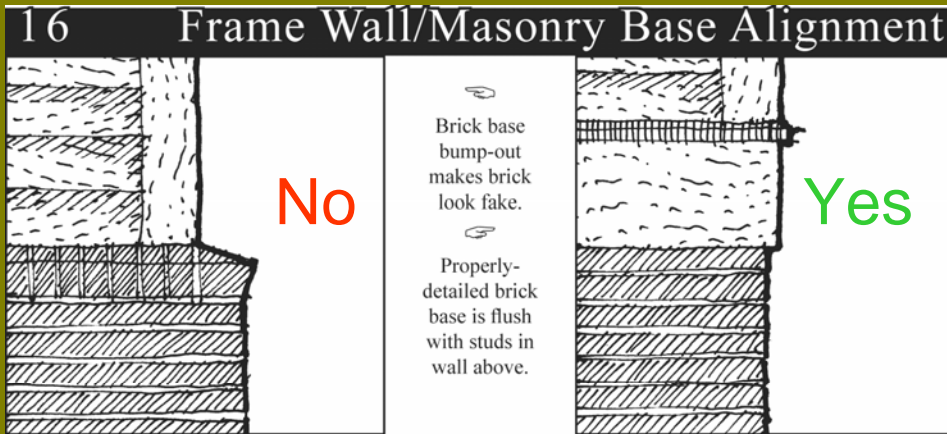 16 Frame Wall/Masonry Base Alignment
No
Brick base
bump-out
makes brick
look fake.
Properly-
detailed brick
base is flush
with studs in
wall above.
Yes